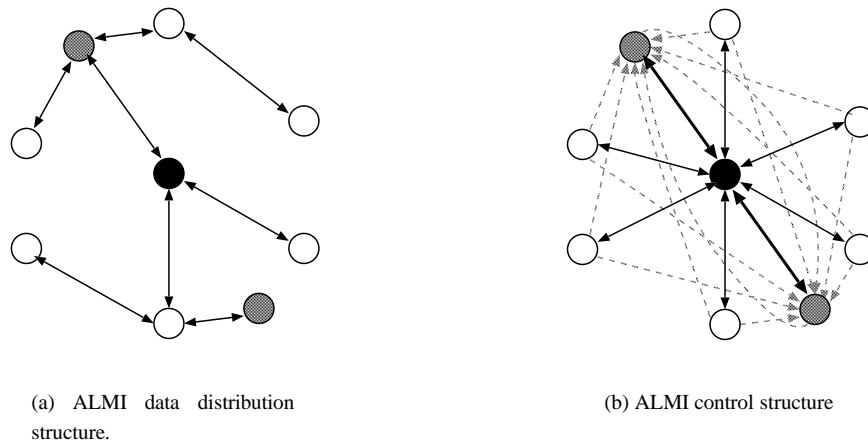 (a) ALMI data distribution
structure.
(b) ALMI control structure